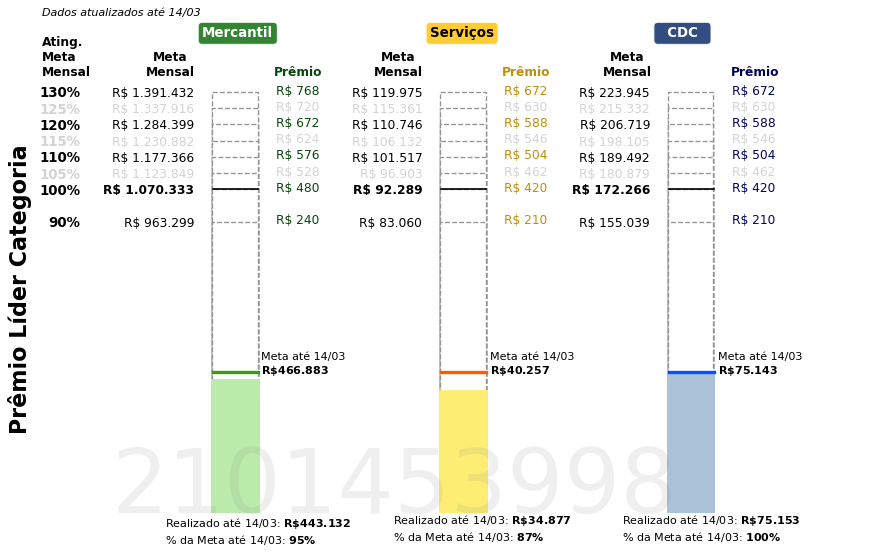 Dados atualizados até 14/03
Mercantil Serviços CDC
Ating. Meta Mensal
Meta Mensal Prêmio Meta Mensal Prêmio Meta Mensal Prêmio
130% R$ 1.391.432 R$ 768 R$ 119.975 R$ 672 R$ 223.945 R$ 672
125% R$ 1.337.916 R$ 720 R$ 115.361 R$ 630 R$ 215.332 R$ 630
120% R$ 1.284.399 R$ 672 R$ 110.746 R$ 588 R$ 206.719 R$ 588
115% R$ 1.230.882 R$ 624 R$ 106.132 R$ 546 R$ 198.105 R$ 546
110% R$ 1.177.366 R$ 576 R$ 101.517 R$ 504 R$ 189.492 R$ 504
105% R$ 1.123.849 R$ 528 R$ 96.903 R$ 462 R$ 180.879 R$ 462
100% R$ 1.070.333 R$ 480 R$ 92.289 R$ 420 R$ 172.266 R$ 420
90% R$ 963.299 R$ 240 R$ 83.060 R$ 210 R$ 155.039 R$ 210
Prêmio Líder Categoria
Meta até 14/03 Meta até 14/03 Meta até 14/03
R$466.883 R$40.257 R$75.143
2101453998
Realizado até 14/03: R$443.132 Realizado até 14/03: R$34.877 Realizado até 14/03: R$75.153
% da Meta até 14/03: 95% % da Meta até 14/03: 87% % da Meta até 14/03: 100%